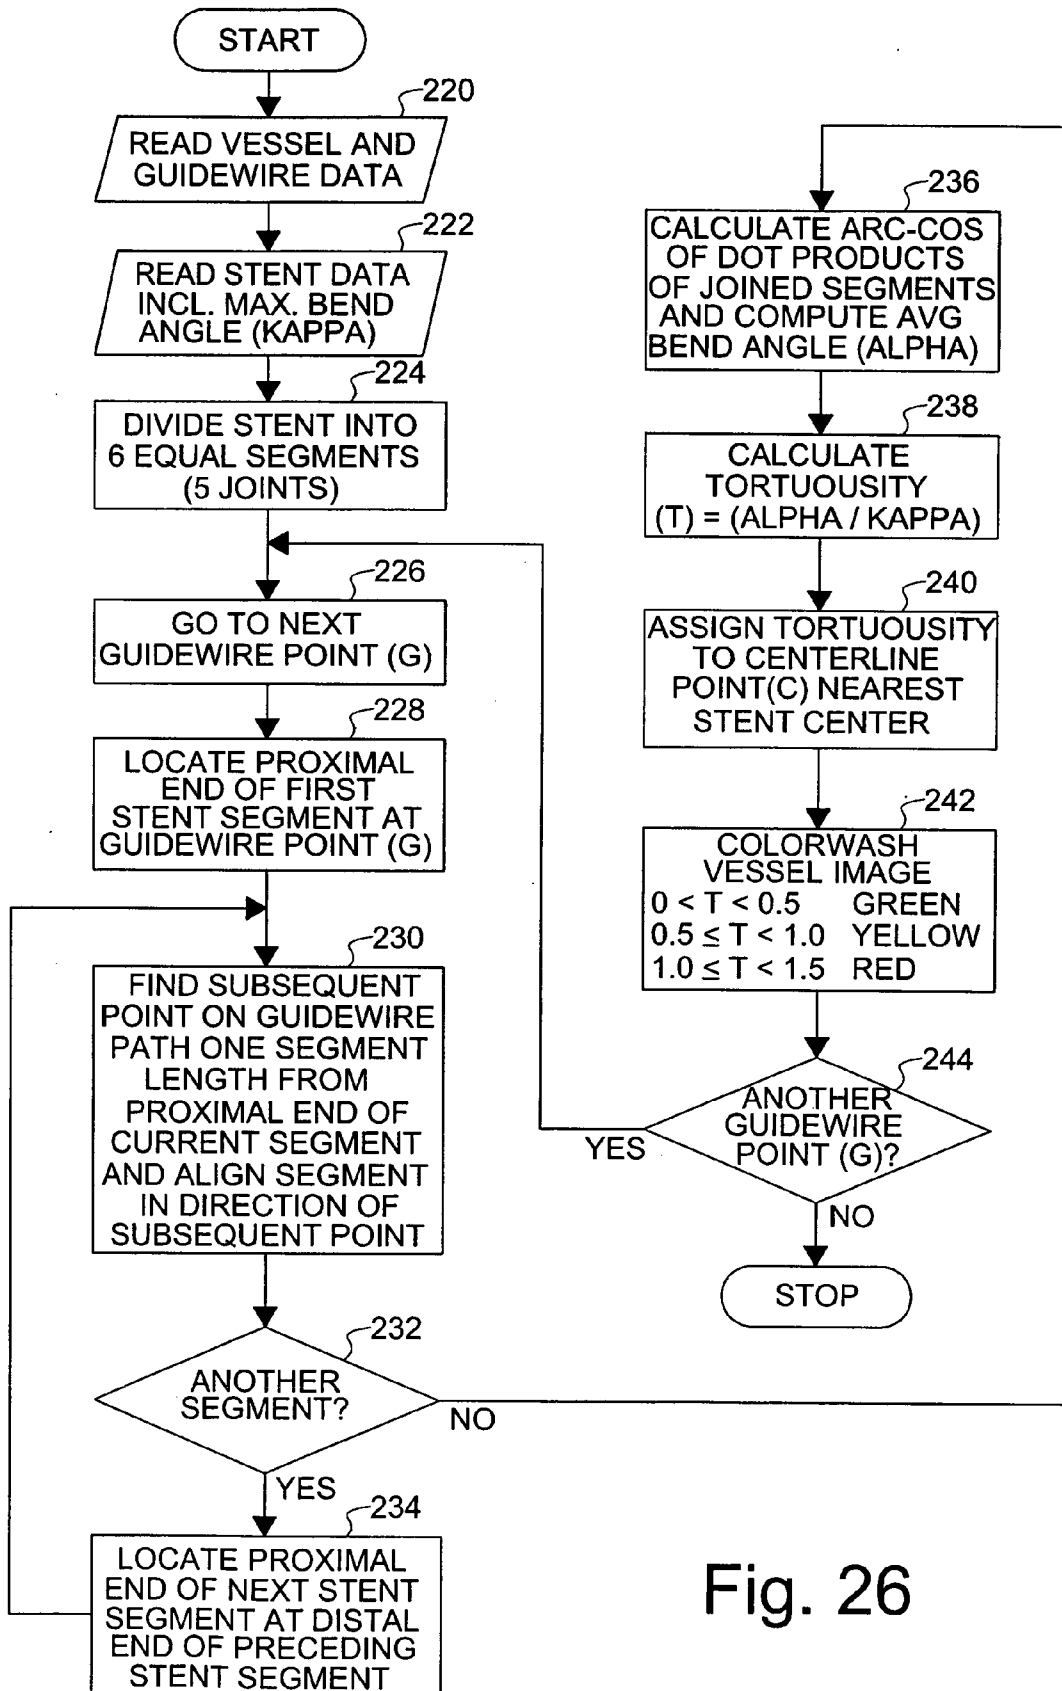 START
220
READ VESSEL AND
GUIDEWIRE DATA
222
READ STENT DATA
INCL. MAX. BEND
ANGLE (KAPPA)
224
DIVIDE STENT INTO
6 EQUAL SEGMENTS
(5 JOINTS)
226
GO TO NEXT
GUIDEWIRE POINT (G)
228
LOCATE PROXIMAL
END OF FIRST
STENT SEGMENT AT
GUIDEWIRE POINT (G)
230
FIND SUBSEQUENT
POINT ON GUIDEWIRE
PATH ONE SEGMENT
LENGTH FROM
PROXIMAL END OF
CURRENT SEGMENT
AND ALIGN SEGMENT
IN DIRECTION OF
SUBSEQUENT POINT
232
ANOTHER
SEGMENT?
NO
YES
234
LOCATE PROXIMAL
END OF NEXT STENT
SEGMENT AT DISTAL
END OF PRECEDING
STENT SEGMENT
236
CALCULATE ARC-COS
OF DOT PRODUCTS
OF JOINED SEGMENTS
AND COMPUTE AVG
BEND ANGLE (ALPHA)
238
CALCULATE
TORTUOUSITY
(T) = (ALPHA / KAPPA)
240
ASSIGN TORTUOUSITY
TO CENTERLINE
POINT(C) NEAREST
STENT CENTER
242
COLORWASH
VESSEL IMAGE
0 < T < 0.5 GREEN
0.5 ≤ T < 1.0 YELLOW
1.0 ≤ T < 1.5 RED
244
ANOTHER
GUIDEWIRE
POINT (G)?
YES
NO
STOP
Fig. 26